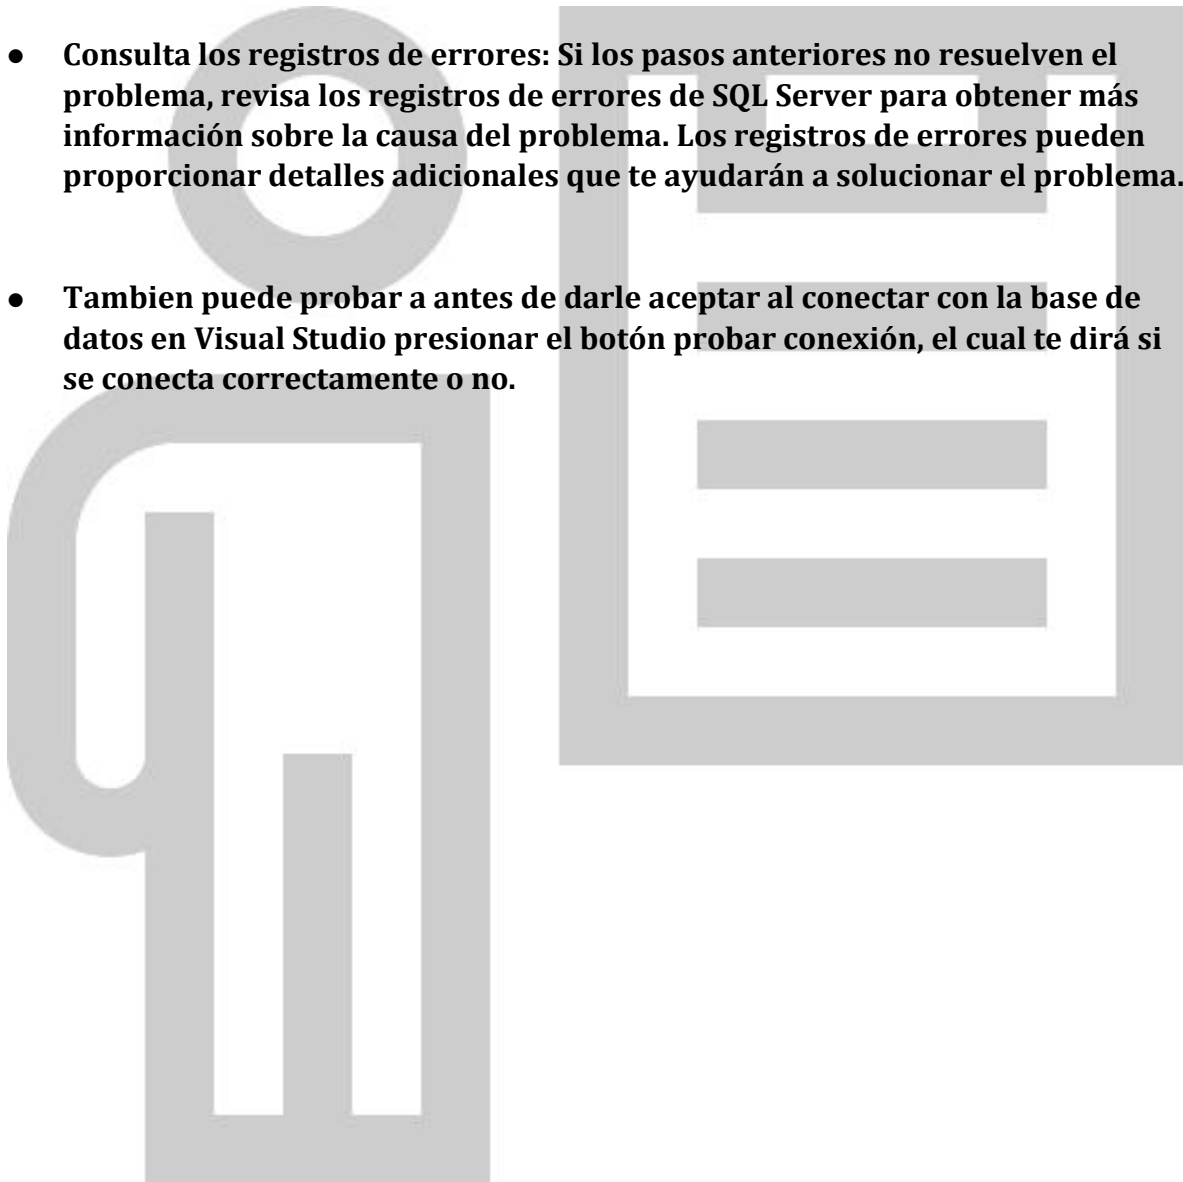 ● Consulta los registros de errores: Si los pasos anteriores no resuelven el
problema, revisa los registros de errores de SQL Server para obtener más
información sobre la causa del problema. Los registros de errores pueden
proporcionar detalles adicionales que te ayudarán a solucionar el problema.
● Tambien puede probar a antes de darle aceptar al conectar con la base de
datos en Visual Studio presionar el botón probar conexión, el cual te dirá si
se conecta correctamente o no.